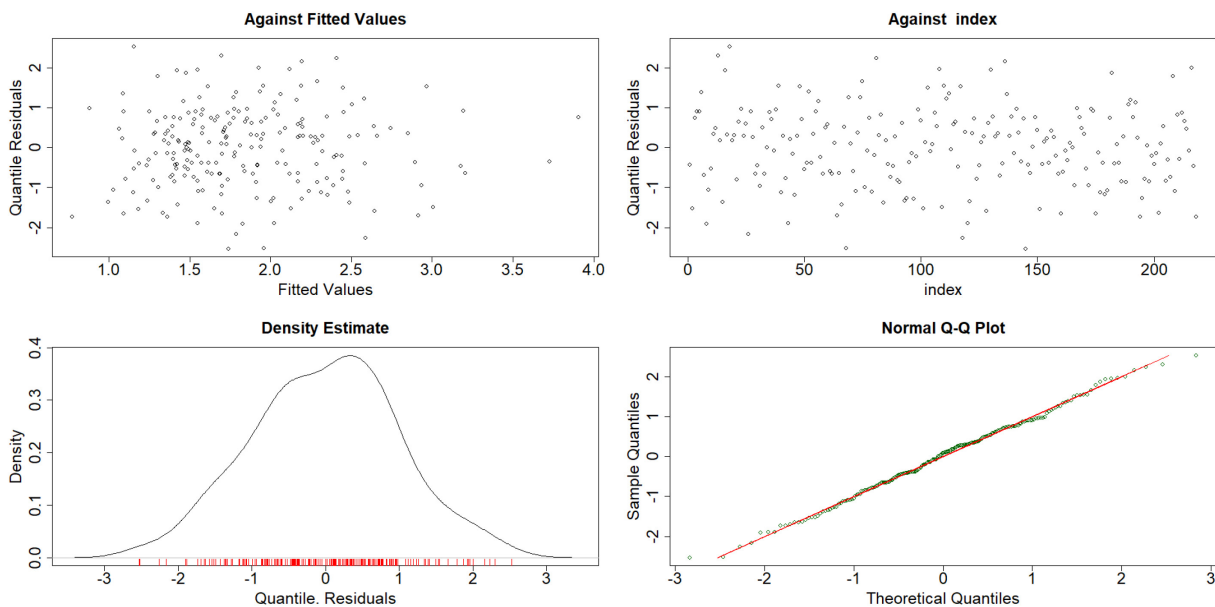 Against Fitted Values
Quantile Residuals
2
1
0
-1
-2
1.0 1.5 2.0 2.5 3.0 3.5 4.0
Fitted Values
Against index
Quantile Residuals
2
1
0
-1
-2
0 50 100 150 200
index
Density Estimate
Density
0.4
0.3
0.2
0.1
0.0
-3 -2 -1 0 1 2 3
Quantile. Residuals
Normal Q-Q Plot
Sample Quantiles
2
1
0
-1
-2
-3 -2 -1 0 1 2 3
Theoretical Quantiles